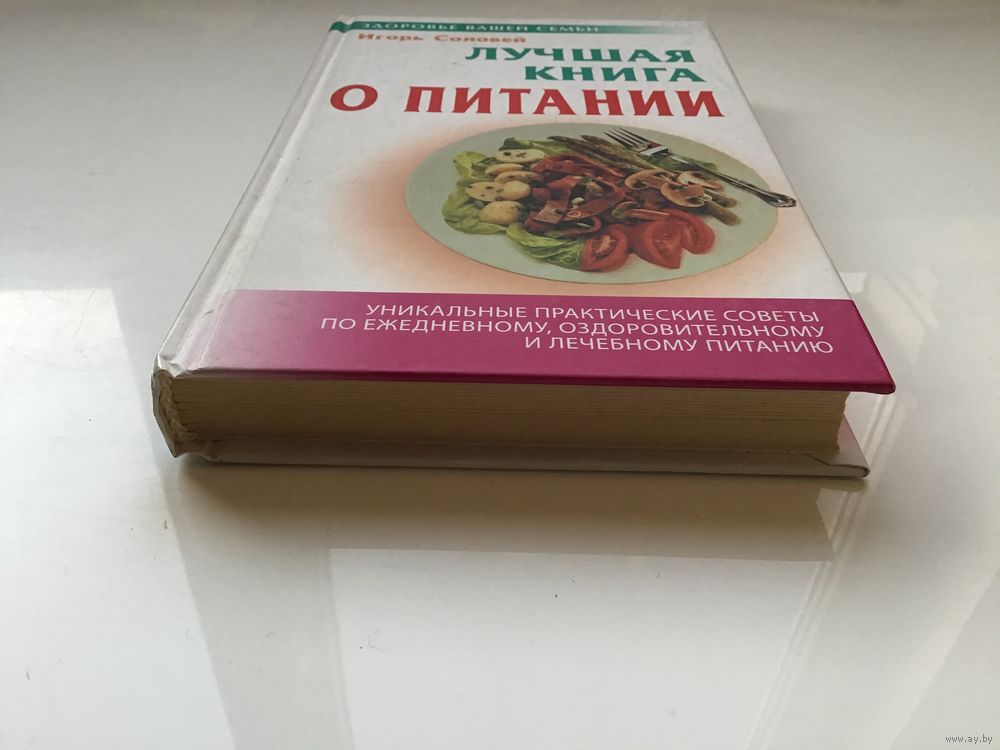 ЗДОРОВЬЕ ВАШЕЙ СЕМЬИ
Игорь Соловей
ЛУЧШАЯ
КНИГА
О ПИТАНИИ
УНИКАЛЬНЫЕ ПРАКТИЧЕСКИЕ СОВЕТЫ
ПО ЕЖЕДНЕВНОМУ, ОЗДОРОВИТЕЛЬНОМУ
И ЛЕЧЕБНОМУ ПИТАНИЮ
www.ay.by